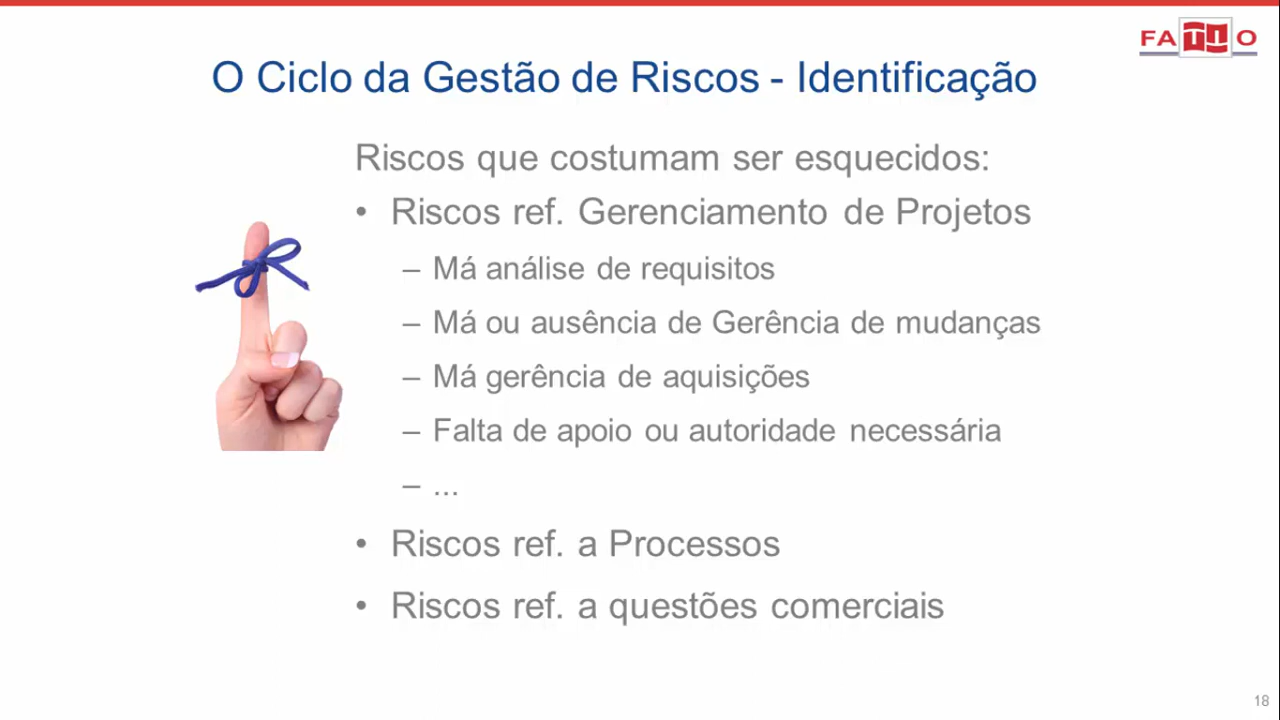 FATTO
O Ciclo da Gestão de Riscos - Identificação
Riscos que costumam ser esquecidos:
• Riscos ref. Gerenciamento de Projetos
– Má análise de requisitos
– Má ou ausência de Gerência de mudanças
– Má gerência de aquisições
– Falta de apoio ou autoridade necessária
– ...
• Riscos ref. a Processos
• Riscos ref. a questões comerciais
18